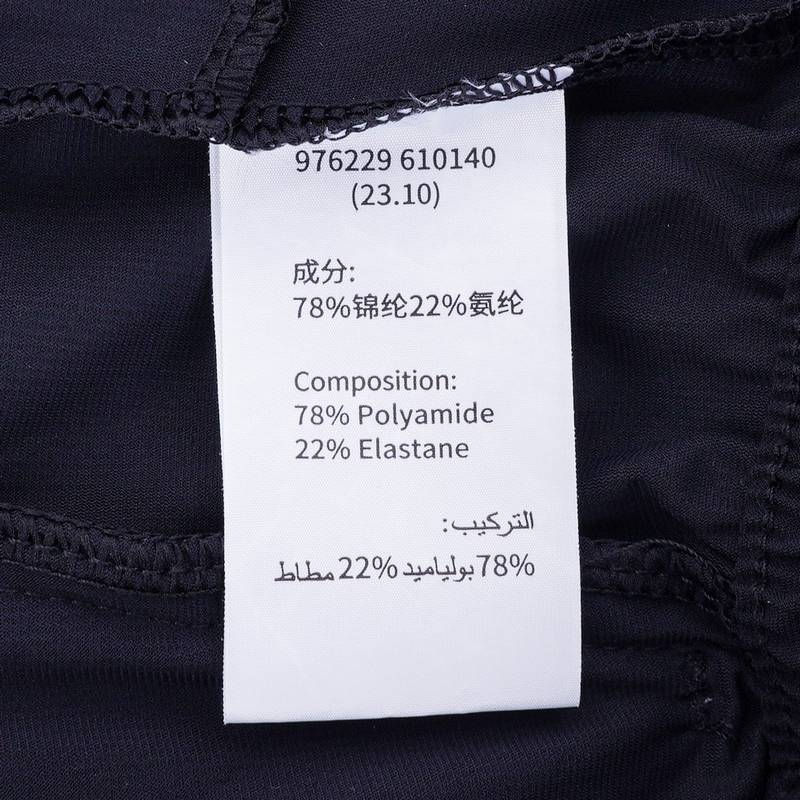 976229 610140
(23.10)
成分:
78%锦纶22%氨纶
Composition:
78% Polyamide
22% Elastane
التركيب:
78%بولياميد 22% مطاط